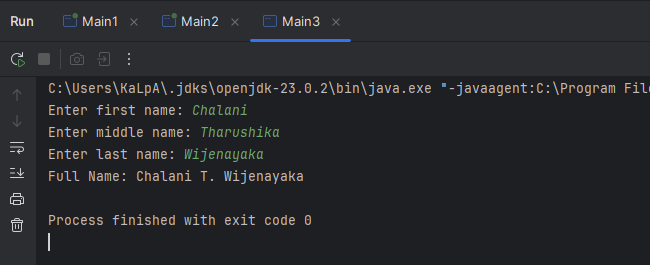 Run Main1 Main2 Main3
C:\Users\KaLpA\.jdks\openjdk-23.0.2\bin\java.exe "-javaagent:C:\Program File
Enter first name: Chalani
Enter middle name: Tharushika
Enter last name: Wijenayaka
Full Name: Chalani T. Wijenayaka
Process finished with exit code 0